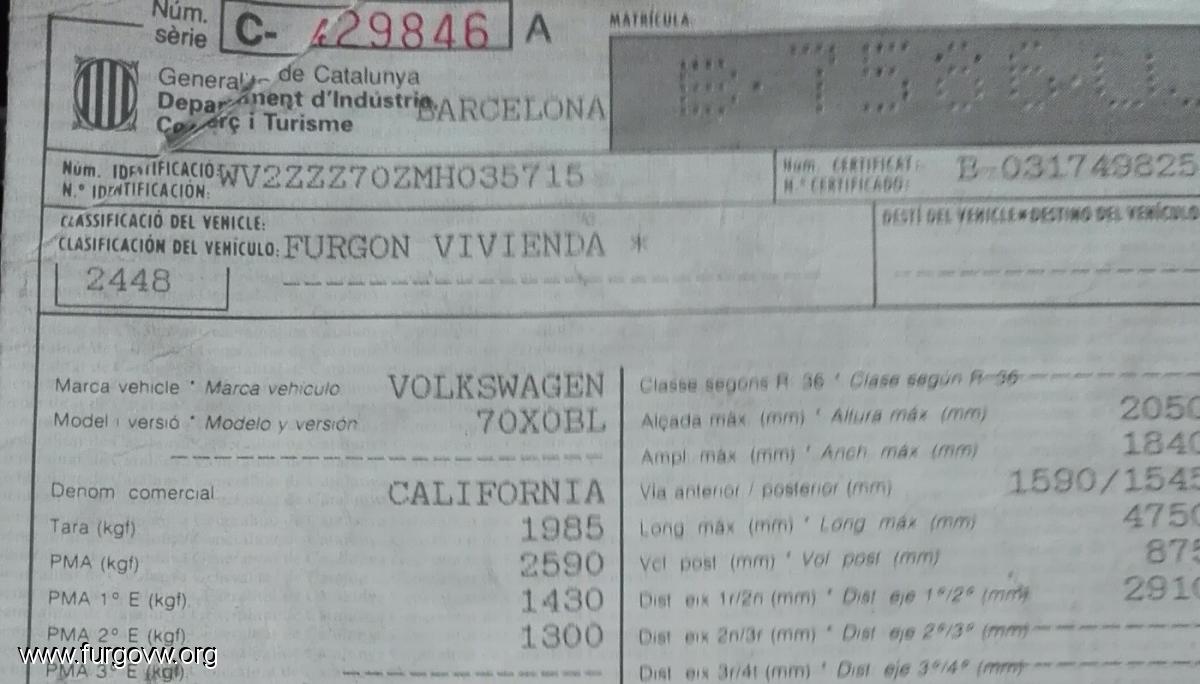 Núm. sèrie C- 429846 A
MATRÍCULA
Generali de Catalunya
Departament d'Indústria, BARCELONA
Comerç i Turisme
Núm. IDENTIFICACIÓ:
N.º IDENTIFICACIÓN: WV2ZZZ70ZMH035715
Núm. CERTIFICAT:
N.º CERTIFICADO: B-031749825
CLASSIFICACIÓ DEL VEHICLE:
CLASIFICACIÓN DEL VEHÍCULO: FURGON VIVIENDA *
2448
DESTÍ DEL VEHICLE • DESTINO DEL VEHÍCULO
Marca vehicle * Marca vehículo VOLKSWAGEN
Model i versió * Modelo y versión 70X0BL
Denom comercial CALIFORNIA
Tara (kgf) 1985
PMA (kgf) 2590
PMA 1º E (kgf) 1430
PMA 2º E (kgf) 1300
PMA 3º E (kgf)
Classe segons R 36 * Clase según R-36
Alçada màx (mm) * Altura máx (mm) 2050
Ampl màx (mm) * Anch máx (mm) 1840
Via anterior / posterior (mm) 1590/1545
Long màx (mm) * Long máx (mm) 4750
Vol post (mm) * Vol post (mm) 875
Dist eix 1r/2n (mm) * Dist eje 1º/2º (mm) 2910
Dist eix 2n/3r (mm) * Dist eje 2º/3º (mm)
Dist eix 3r/4t (mm) * Dist eje 3º/4º (mm)
www.furgovw.org